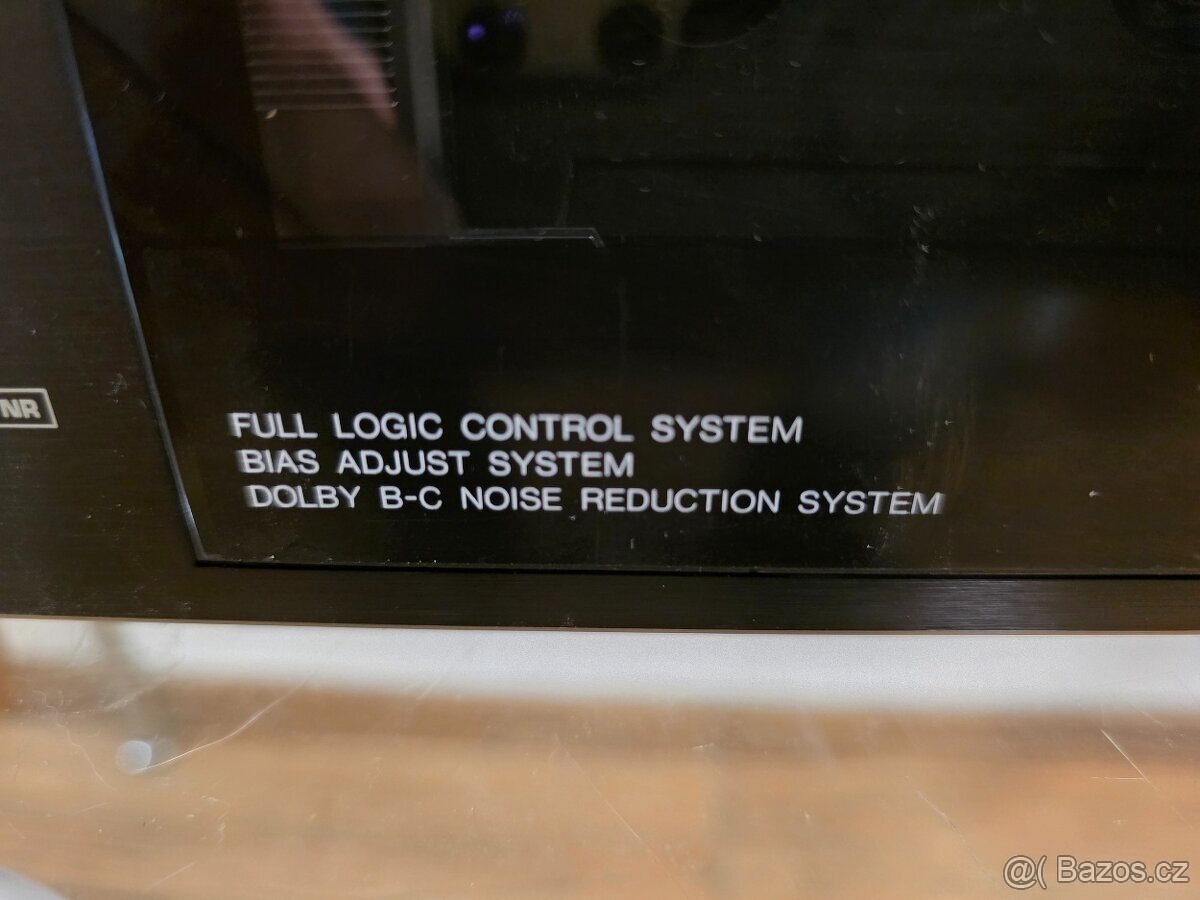 NR
FULL LOGIC CONTROL SYSTEM
BIAS ADJUST SYSTEM
DOLBY B-C NOISE REDUCTION SYSTEM
@( Bazos.cz